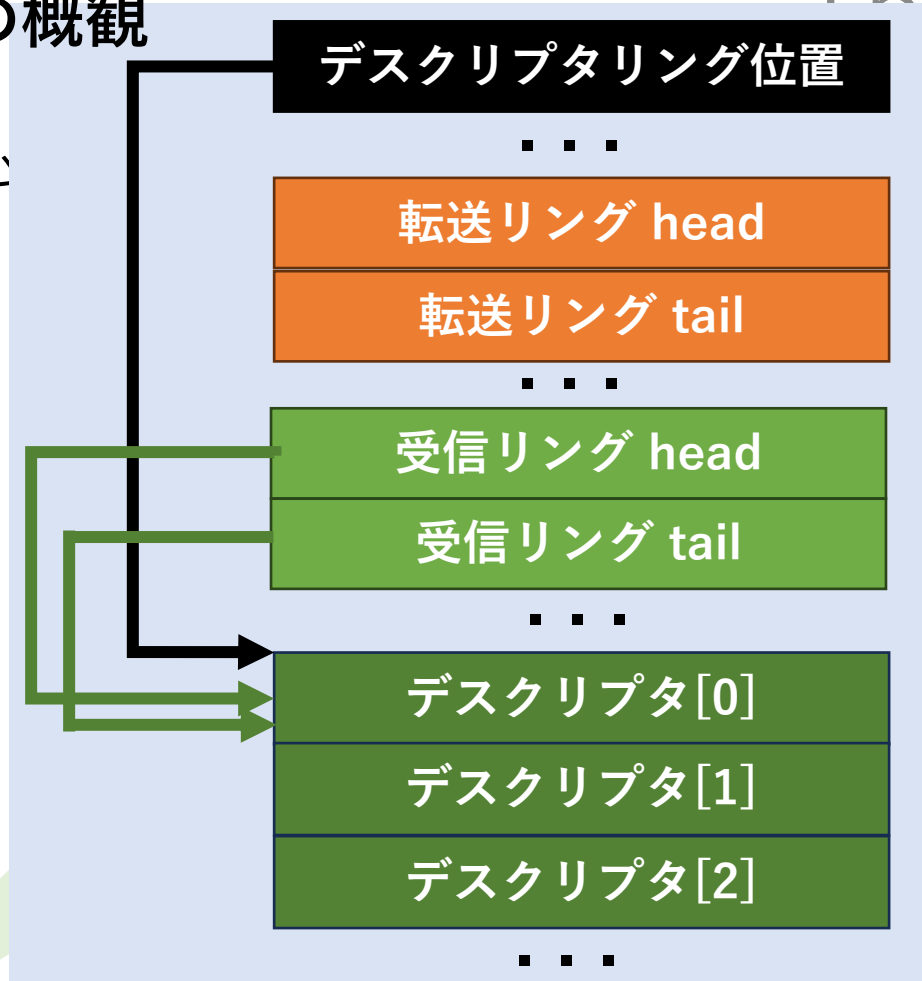 の概観
デスクリプタリング位置
・・・
転送リング head
転送リング tail
・・・
受信リング head
受信リング tail
・・・
デスクリプタ[0]
デスクリプタ[1]
デスクリプタ[2]
・・・